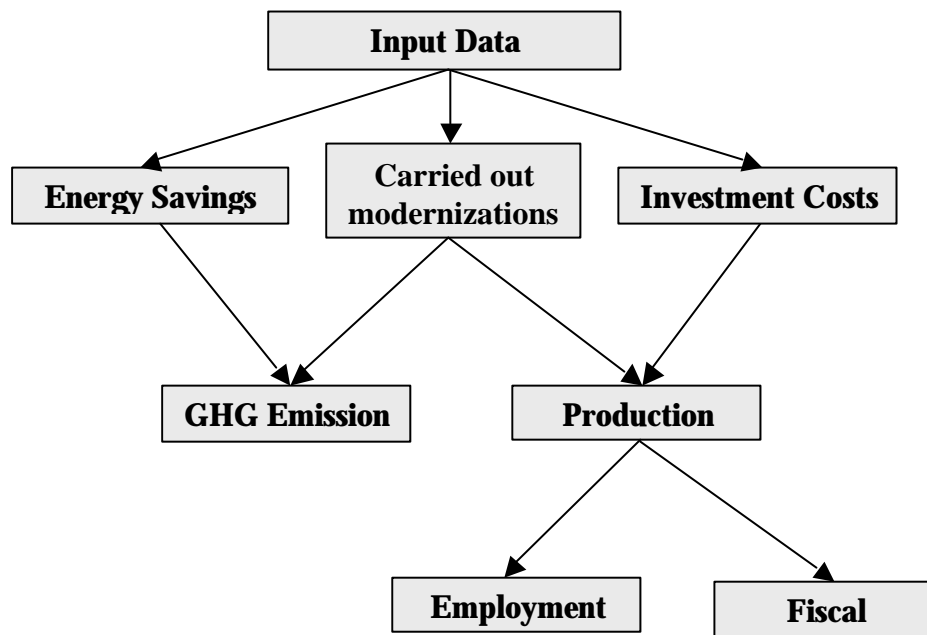 Input Data
Energy Savings
Carried out
modernizations
Investment Costs
GHG Emission
Production
Employment
Fiscal